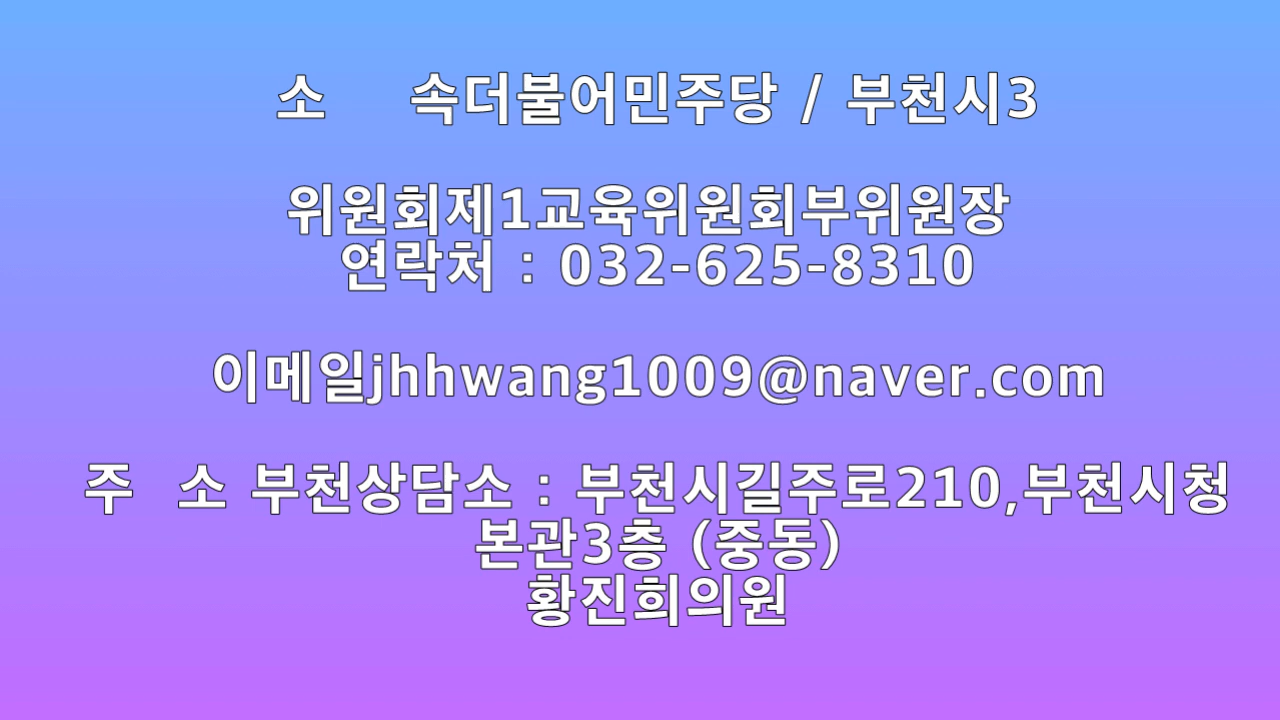 소 속더불어민주당 / 부천시3
위원회제1교육위원회부위원장
연락처 : 032-625-8310
이메일jhhwang1009@naver.com
주 소 부천상담소 : 부천시길주로210,부천시청
본관3층 (중동)
황진희의원